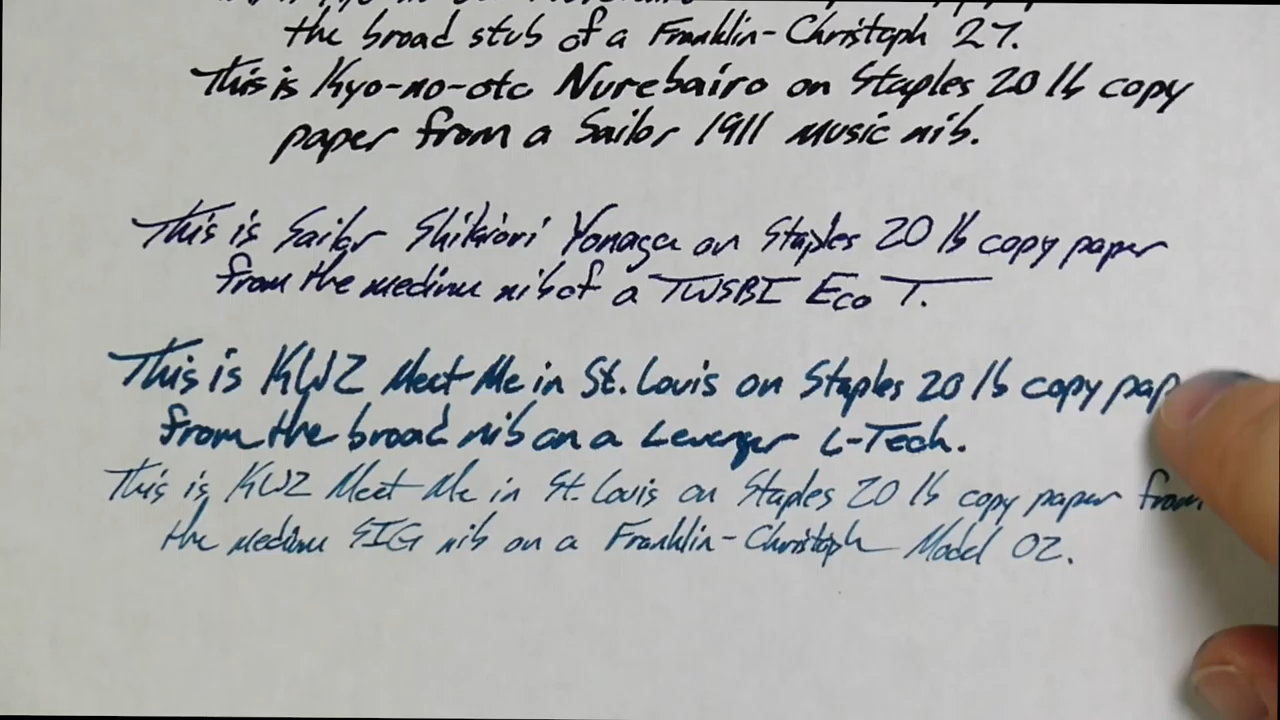 the broad stub of a Franklin-Christoph 27.
This is Kyo-no-oto Nurebairo on Staples 20 lb copy
paper from a Sailor 1911 music nib.
This is Sailor Shikiori Yonaga on Staples 20 lb copy paper
from the medium nib of a TWSBI Eco T.
This is KWZ Meet Me in St. Louis on Staples 20 lb copy pap
from the broad nib on a Levenger L-Tech.
This is KWZ Meet Me in St. Louis on Staples 20 lb copy paper from
the medium SIG nib on a Franklin-Christoph Model 02.